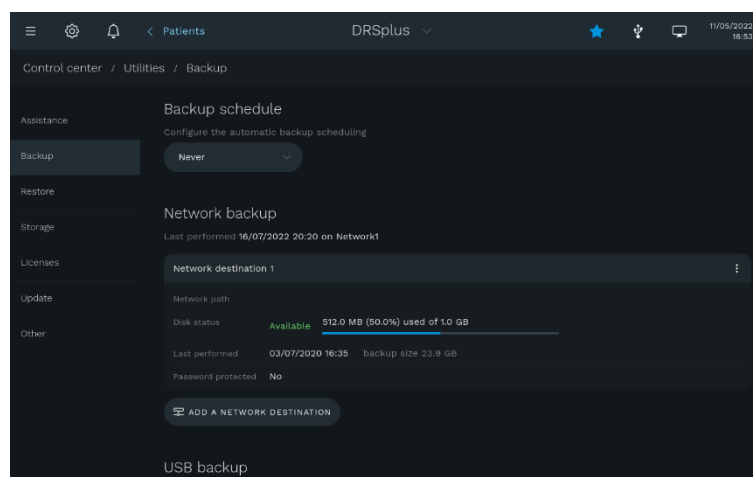 Patients
DRSplus
11/05/2022
16:53
Control center / Utilities / Backup
Assistance
Backup
Restore
Storage
Licenses
Update
Other
Backup schedule
Configure the automatic backup scheduling
Never
Network backup
Last performed 16/07/2022 20:20 on Network1
Network destination 1
Network path
Disk status Available 512.0 MB (50.0%) used of 1.0 GB
Last performed 03/07/2020 16:35 backup size 23.9 GB
Password protected No
ADD A NETWORK DESTINATION
USB backup